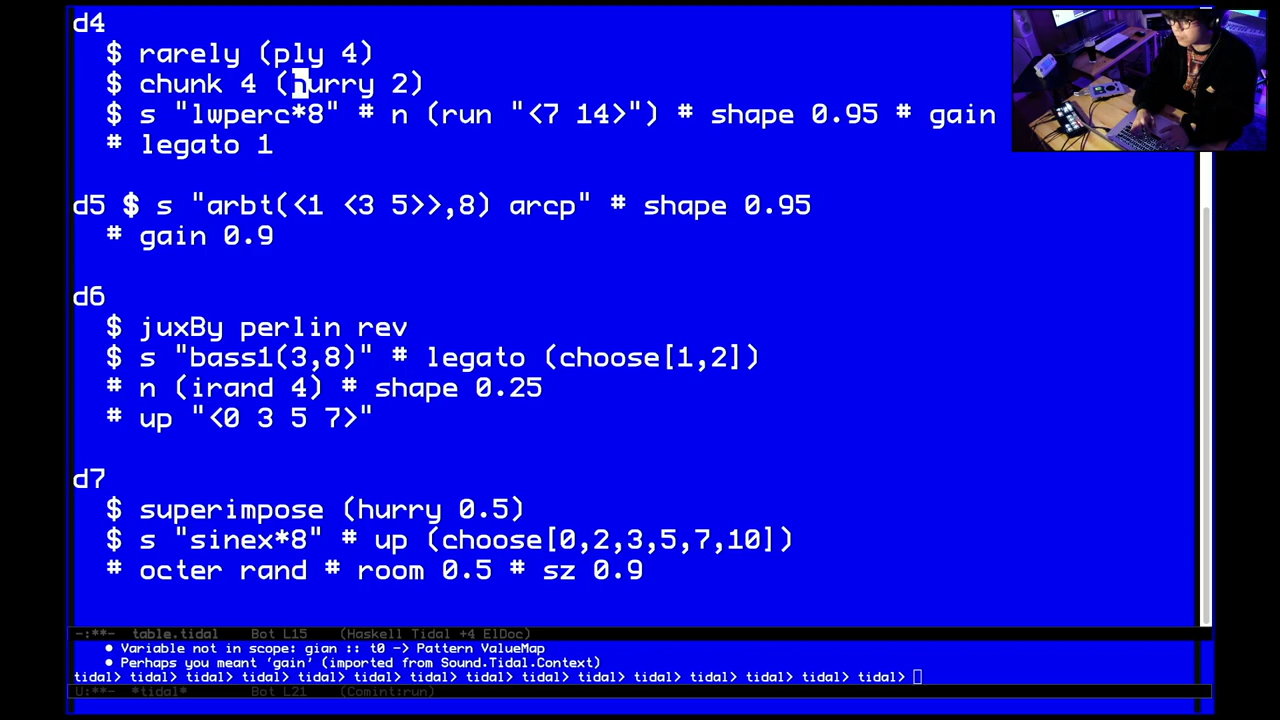 d4
  $ rarely (ply 4)
  $ chunk 4 (hurry 2)
  $ s "lwperc*8" # n (run "<7 14>") # shape 0.95 # gain
  # legato 1
d5 $ s "arbt(<1 <3 5>>,8) arcp" # shape 0.95
  # gain 0.9
d6
  $ juxBy perlin rev
  $ s "bass1(3,8)" # legato (choose[1,2])
  # n (irand 4) # shape 0.25
  # up "<0 3 5 7>"
d7
  $ superimpose (hurry 0.5)
  $ s "sinex*8" # up (choose[0,2,3,5,7,10])
  # octer rand # room 0.5 # sz 0.9
-:**-  table.tidal    Bot L15   (Haskell Tidal +4 ElDoc)
• Variable not in scope: gian :: t0 -> Pattern ValueMap
• Perhaps you meant ‘gain’ (imported from Sound.Tidal.Context)
tidal> tidal> tidal> tidal> tidal> tidal> tidal> tidal> tidal> tidal> tidal> tidal> tidal> tidal> tidal>
U:**-  *tidal*        Bot L21   (Comint:run)